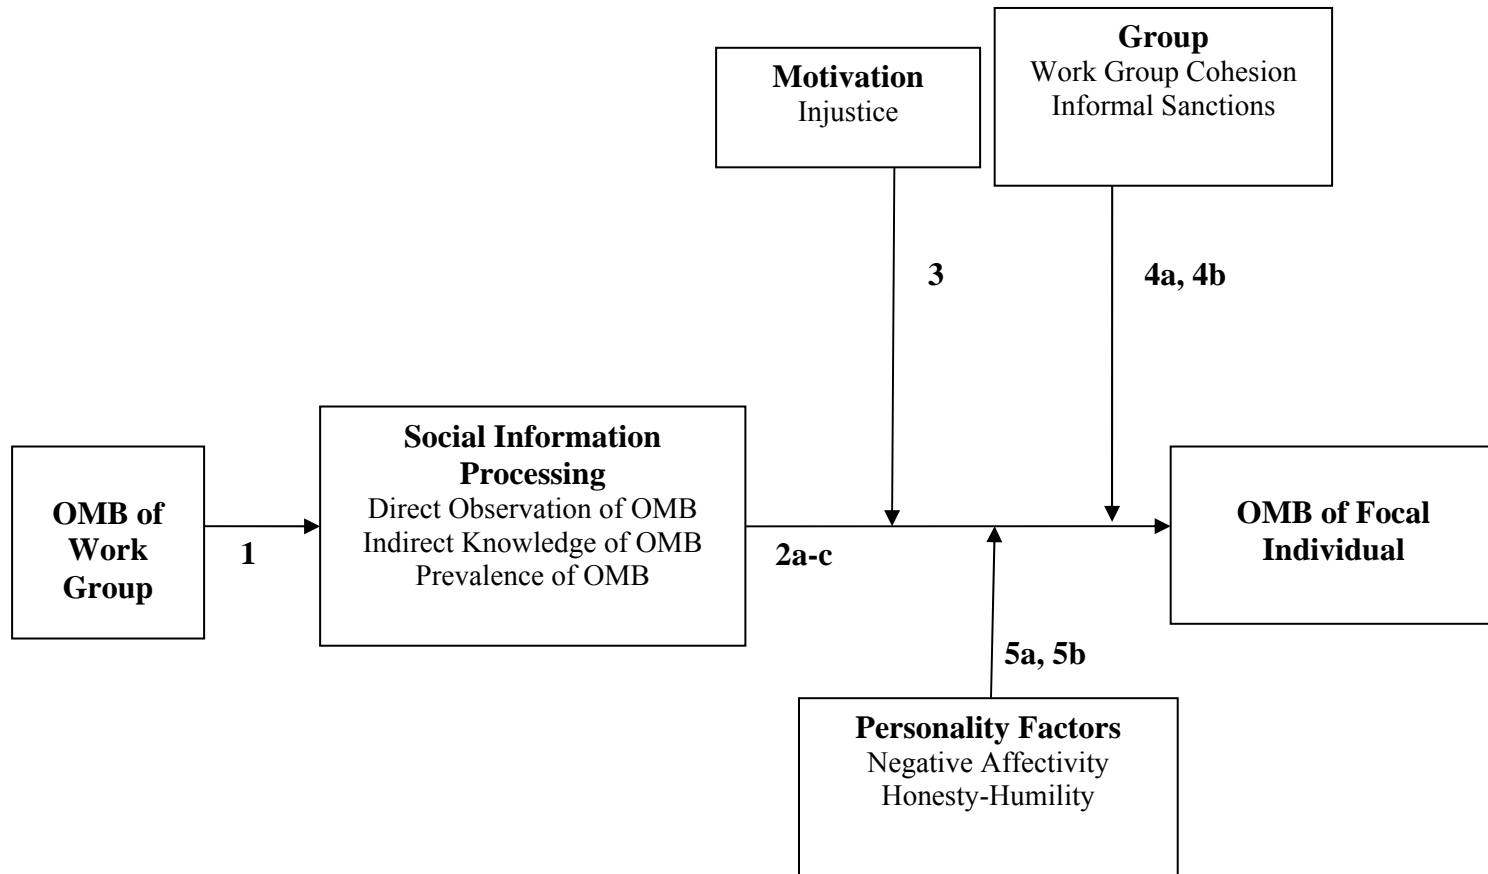 Motivation
Injustice
Group
Work Group Cohesion
Informal Sanctions
3
4a, 4b
OMB of
Work
Group
1
Social Information
Processing
Direct Observation of OMB
Indirect Knowledge of OMB
Prevalence of OMB
2a-c
OMB of Focal
Individual
5a, 5b
Personality Factors
Negative Affectivity
Honesty-Humility